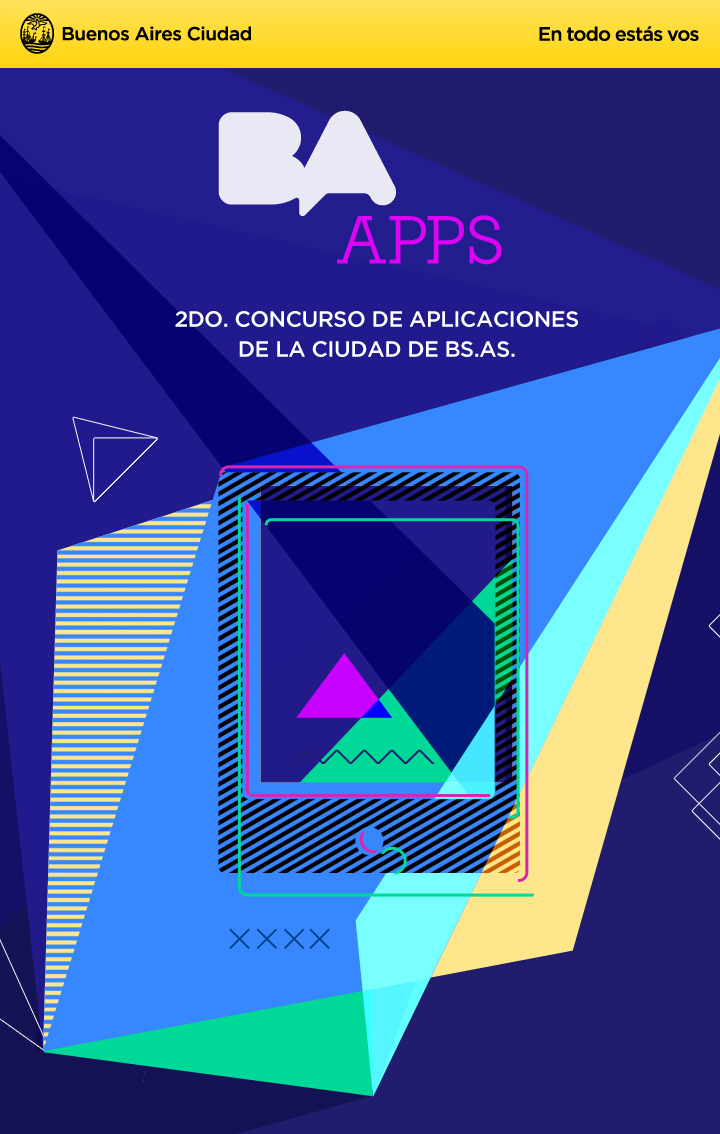 Buenos Aires Ciudad
En todo estás vos
BA
APPS
2DO. CONCURSO DE APLICACIONES
DE LA CIUDAD DE BS.AS.